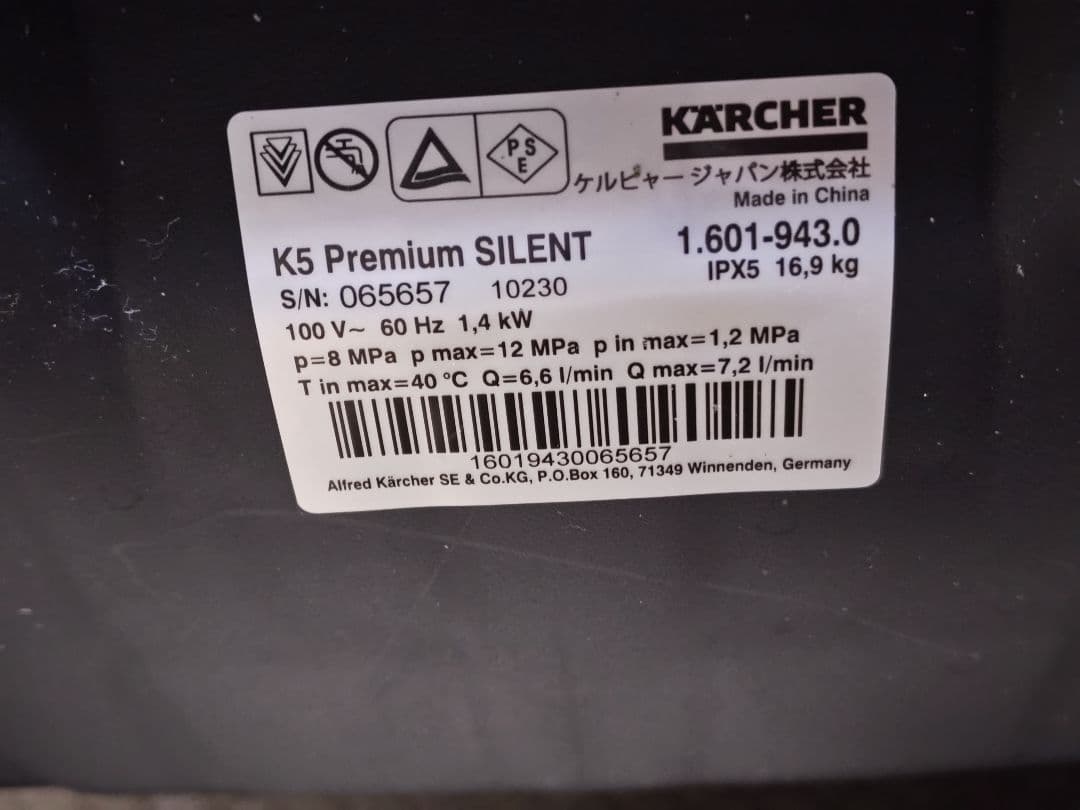 KÄRCHER
PS
E
ケルヒャー ジャパン株式会社
Made in China
K5 Premium SILENT 1.601-943.0
S/N: 065657 10230 IPX5 16,9 kg
100 V~ 60 Hz 1,4 kW
p=8 MPa p max=12 MPa p in max=1,2 MPa
T in max=40 °C Q=6,6 l/min Q max=7,2 l/min
16019430065657
Alfred Kärcher SE & Co.KG, P.O.Box 160, 71349 Winnenden, Germany